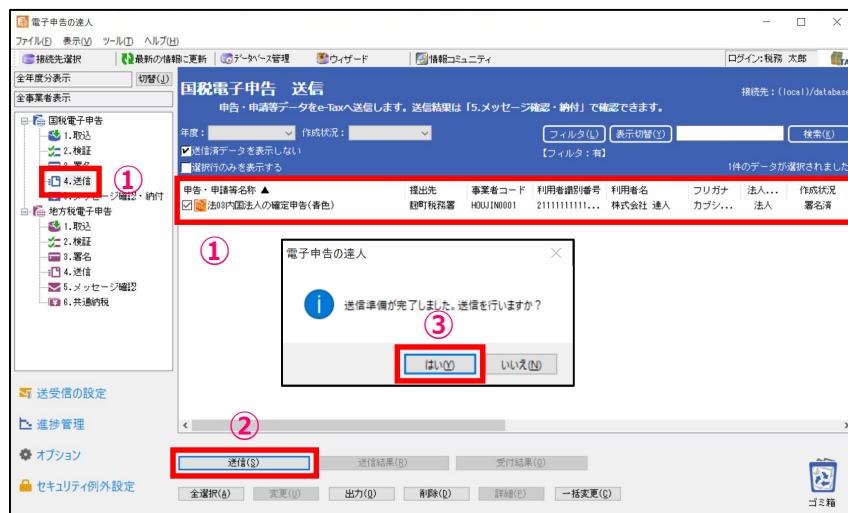 電子申告の達人
ファイル(F) 表示(V) ツール(T) ヘルプ(H)
接続先選択 最新の情報に更新 データベース管理 ウィザード 情報コミュニティ ログイン:税務 太郎
全年度分表示 切替(J)
全事業者表示
国税電子申告
1.取込
2.検証
4.送信
①
メッセージ確認・納付
地方税電子申告
1.取込
2.検証
3.署名
4.送信
5.メッセージ確認
6.共通納税
送受信の設定
進捗管理
オプション
セキュリティ例外設定
国税電子申告 送信
接続先:(local)/database
申告・申請等データをe-Taxへ送信します。送信結果は「5.メッセージ確認・納付」で確認できます。
年度: 作成状況: フィルタ(L) 表示切替(Y) 検索(E)
送信済データを表示しない 【フィルタ:有】
選択行のみを表示する 1件のデータが選択されました
申告・申請等名称 ▲ 提出先 事業者コード 利用者識別番号 利用者名 フリガナ 法人... 作成状況
法03内国法人の確定申告(青色) 麹町税務署 HOUJIN0001 21111111111... 株式会社 達人 カブシ... 法人 署名済
①
電子申告の達人
送信準備が完了しました。送信を行いますか?
③
はい(Y) いいえ(N)
②
送信(S) 送信結果(R) 受付結果(Q)
全選択(A) 変更(U) 出力(O) 削除(D) 詳細(P) 一括変更(C)
ゴミ箱